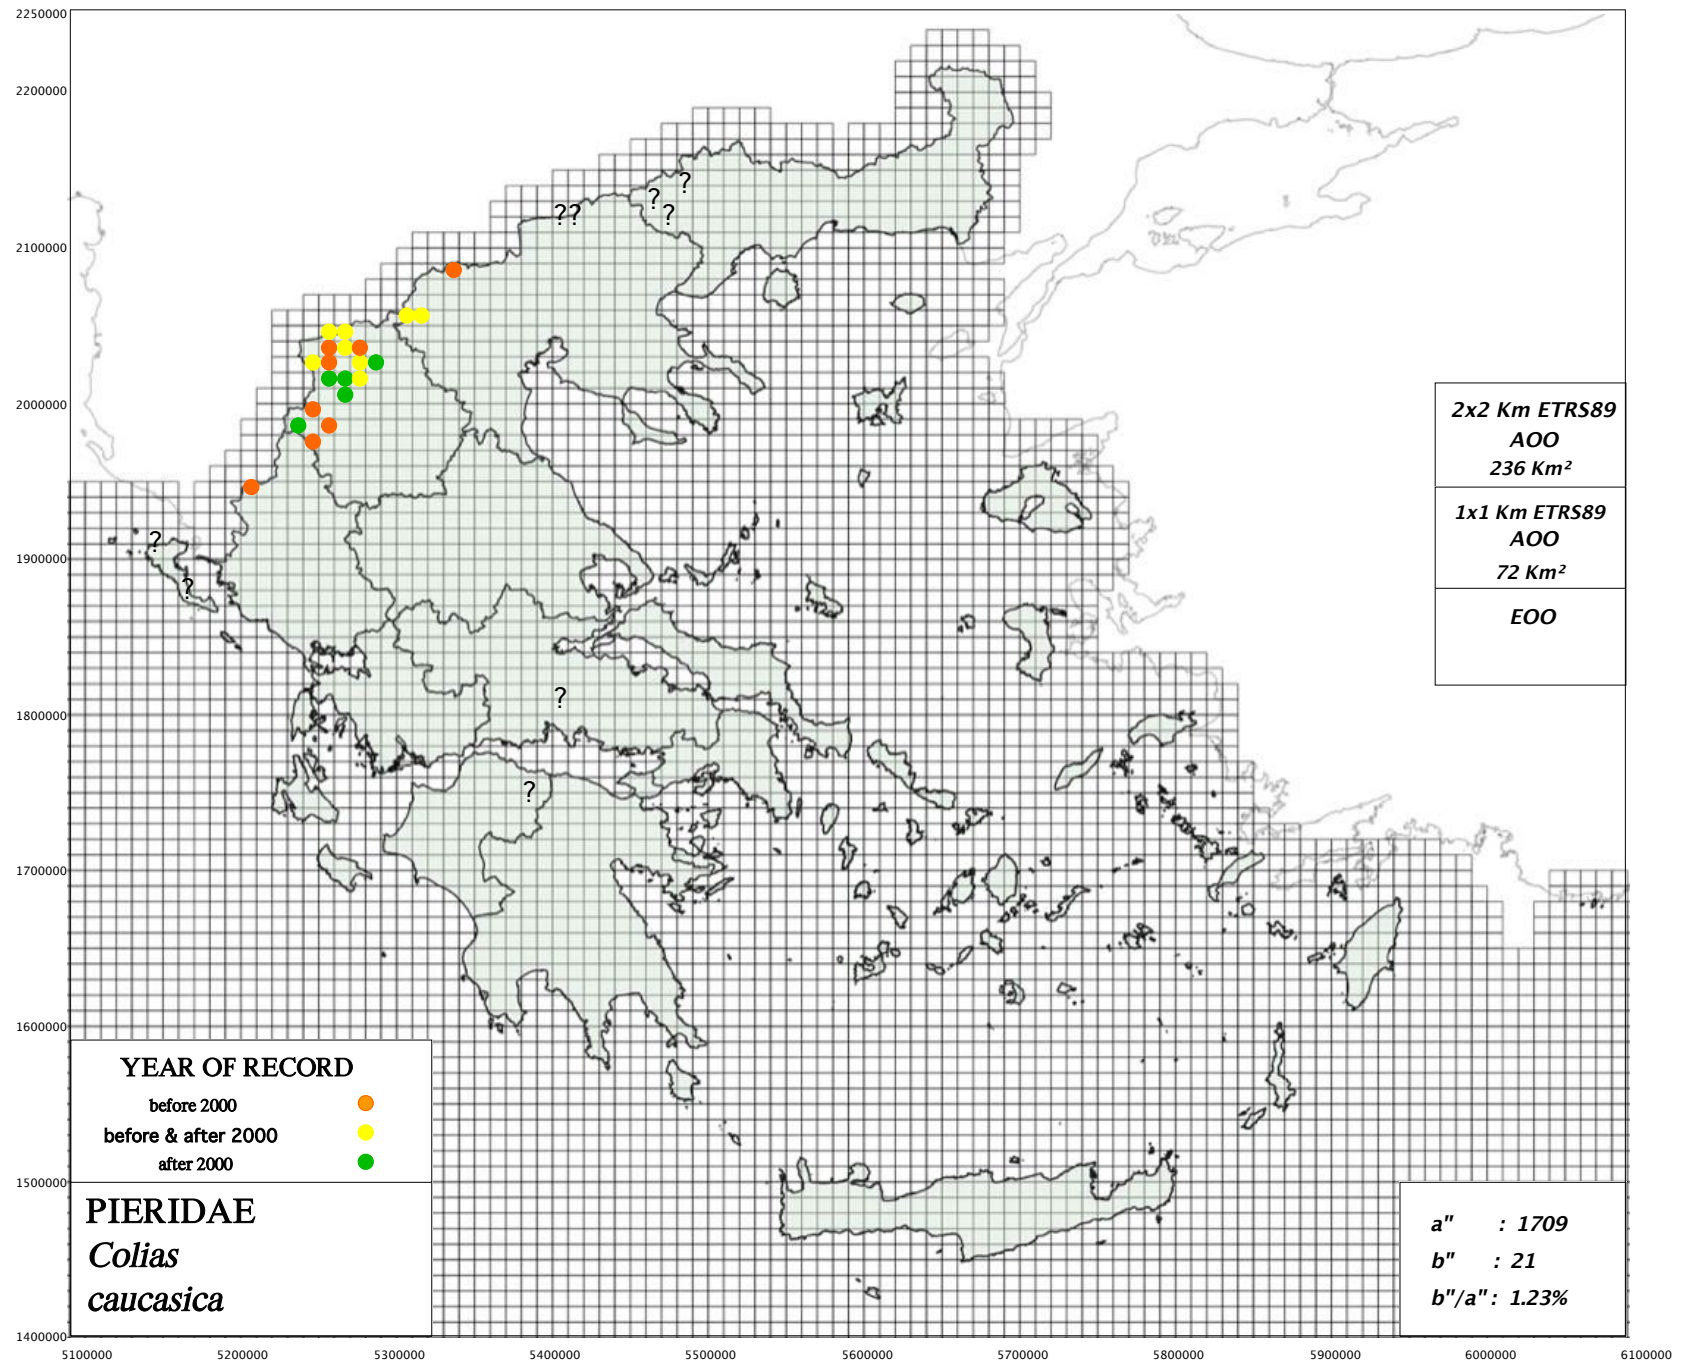 2250000
2200000
2100000
2000000
1900000
1800000
1700000
1600000
1500000
1400000
?
?
??
?
?
?
?
?
2x2 Km ETRS89
AOO
236 Km²
1x1 Km ETRS89
AOO
72 Km²
EOO
YEAR OF RECORD
before 2000
before & after 2000
after 2000
PIERIDAE
Colias
caucasica
a" : 1709
b" : 21
b"/a" : 1.23%
5100000 5200000 5300000 5400000 5500000 5600000 5700000 5800000 5900000 6000000 6100000